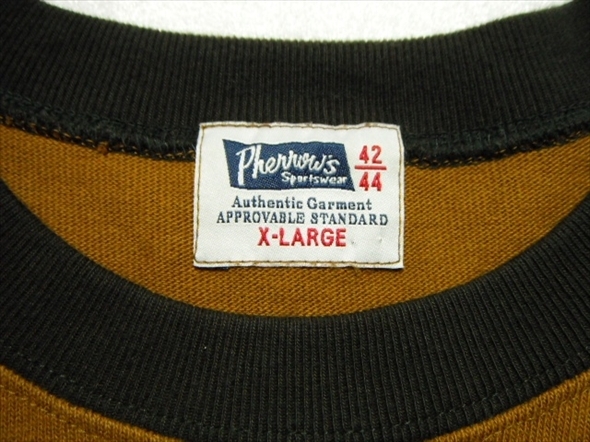 Pherrow's
Sportswear
42
44
Authentic Garment
APPROVABLE STANDARD
X-LARGE